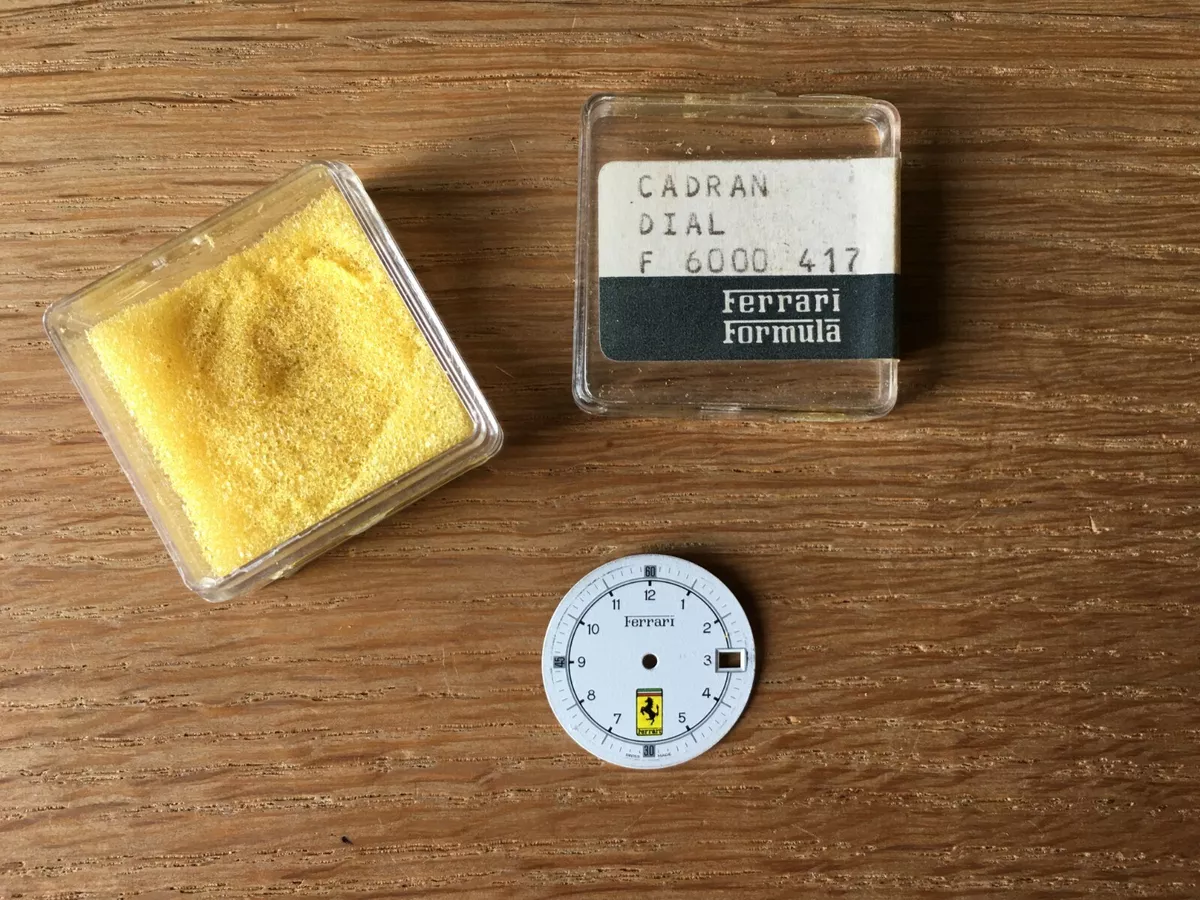 CADRAN
DIAL
F 6000 417
Ferrari
Formula
60
12
11 1
Ferrari
10 2
45 9 3
8 4
7 5
Ferrari
30